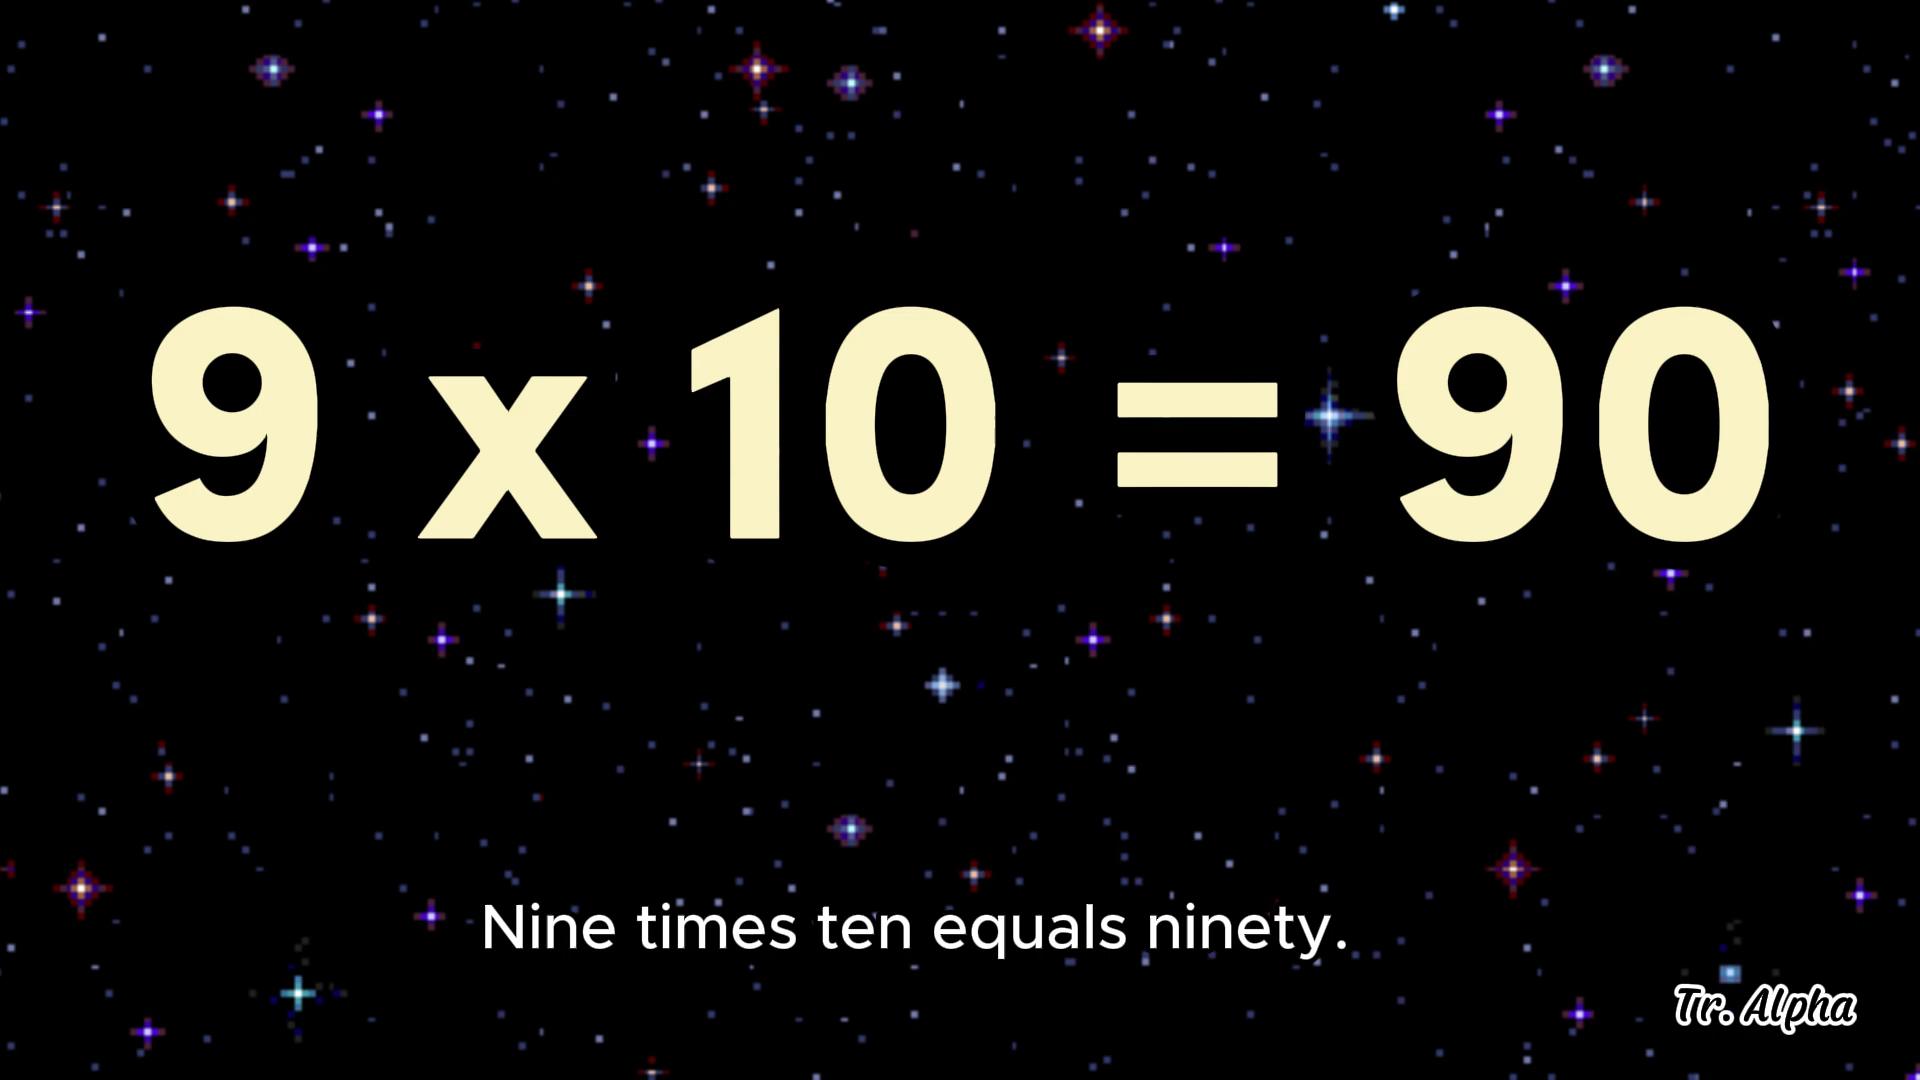 9 x 10 = 90
Nine times ten equals ninety.
Tr. Alpha